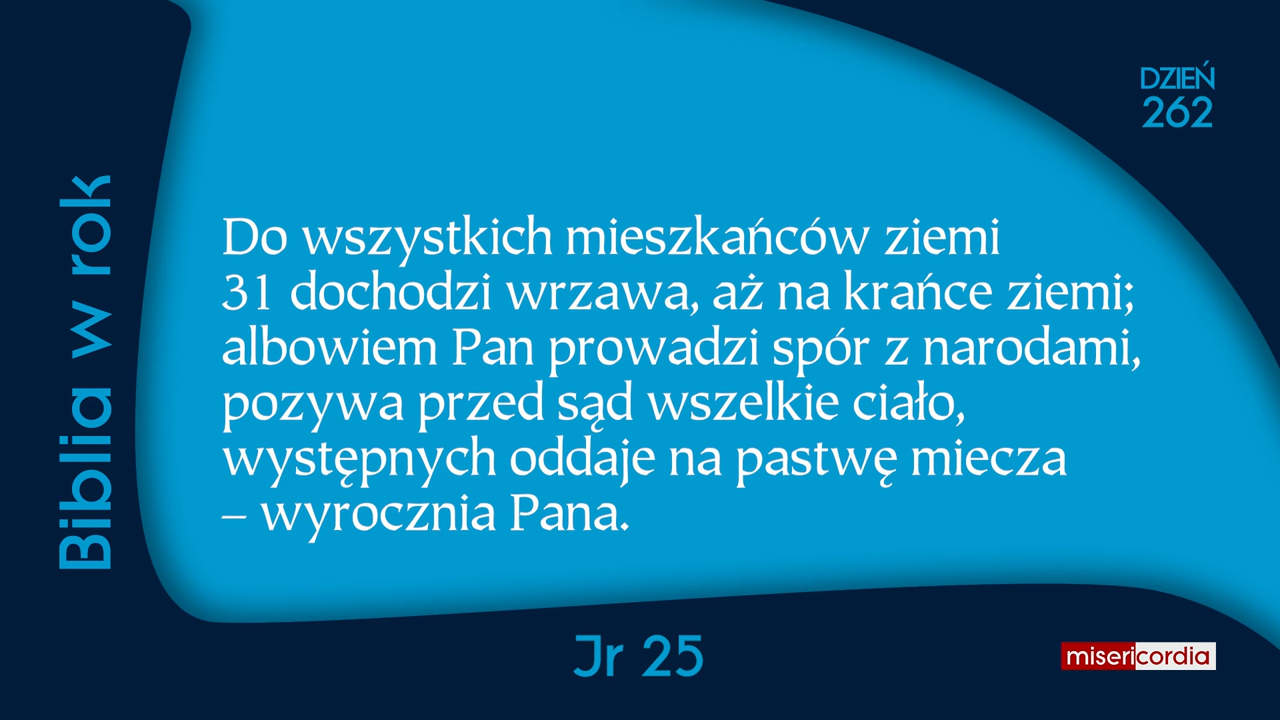 DZIEŃ
262
Biblia w rok
Do wszystkich mieszkańców ziemi
31 dochodzi wrzawa, aż na krańce ziemi;
albowiem Pan prowadzi spór z narodami,
pozywa przed sąd wszelkie ciało,
występnych oddaje na pastwę miecza
– wyrocznia Pana.
Jr 25
misericordia